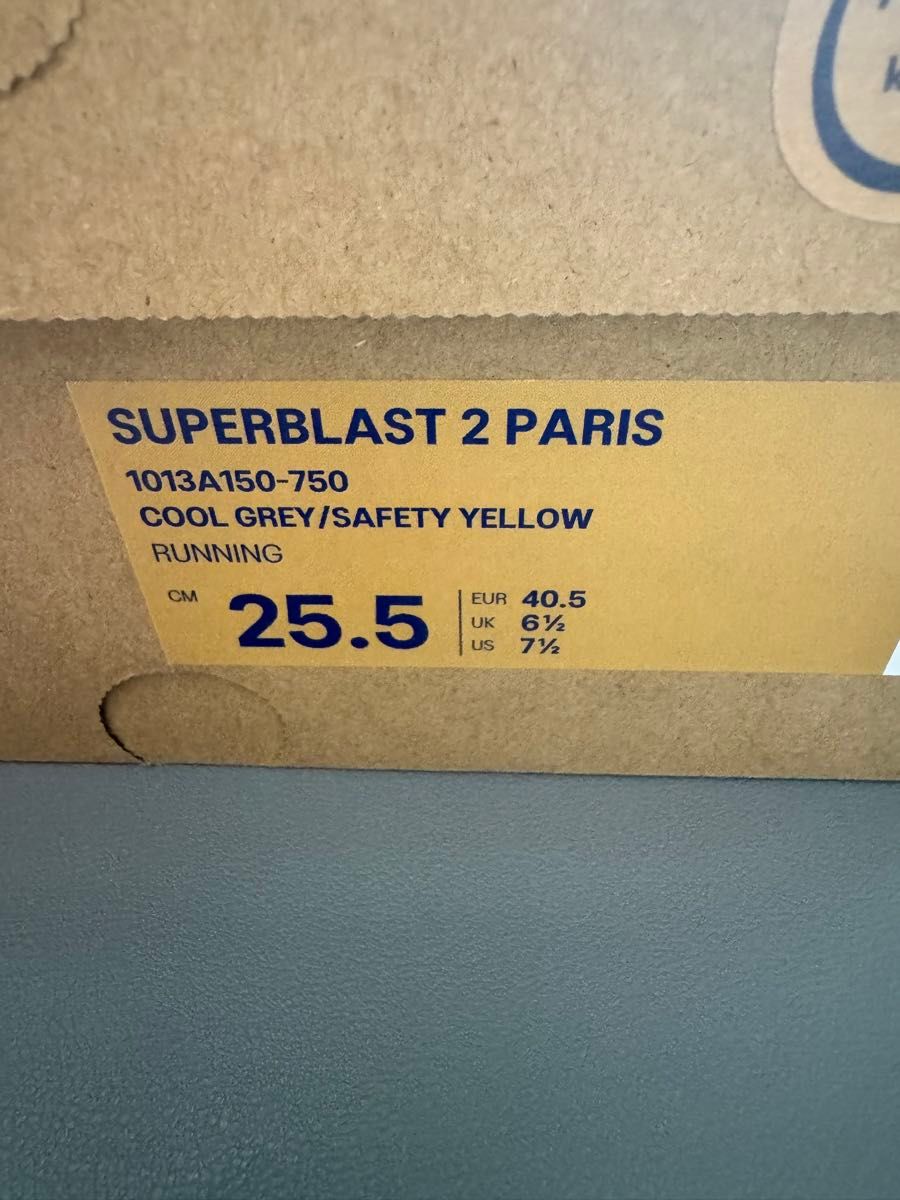 SUPERBLAST 2 PARIS
1013A150-750
COOL GREY/SAFETY YELLOW
RUNNING
CM 25.5
EUR 40.5
UK 6½
US 7½